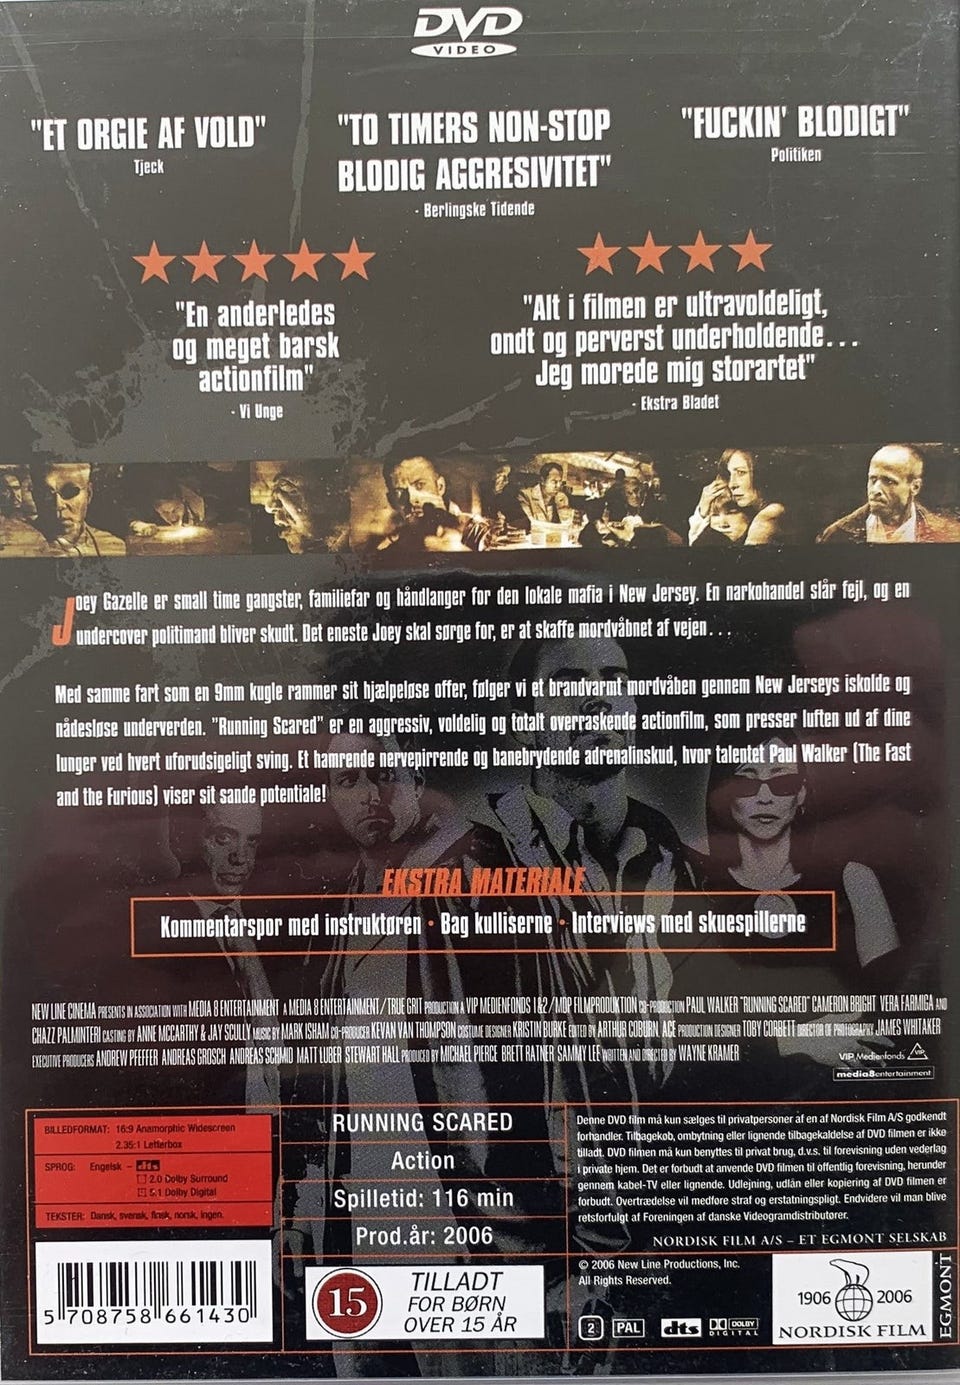 DVD
VIDEO
"ET ORGIE AF VOLD"
Tjeck
"TO TIMERS NON-STOP
BLODIG AGGRESIVITET"
- Berlingske Tidende
"FUCKIN' BLODIGT"
Politiken
"En anderledes
og meget barsk
actionfilm"
- Vi Unge
"Alt i filmen er ultravoldeligt,
ondt og perverst underholdende...
Jeg morede mig storartet"
- Ekstra Bladet
Joey Gazelle er small time gangster, familiefar og håndlanger for den lokale mafia i New Jersey. En narkohandel slår fejl, og en
undercover politimand bliver skudt. Det eneste Joey skal sørge for, er at skaffe mordvåbnet af vejen...
Med samme fart som en 9mm kugle rammer sit hjælpeløse offer, følger vi et brandvarmt mordvåben gennem New Jerseys iskolde og
nådesløse underverden. "Running Scared" er en aggressiv, voldelig og totalt overraskende actionfilm, som presser luften ud af dine
lunger ved hvert uforudsigeligt sving. Et hamrende nervepirrende og banebrydende adrenalinskud, hvor talentet Paul Walker (The Fast
and the Furious) viser sit sande potentiale!
EKSTRA MATERIALE
Kommentarspor med instruktøren • Bag kulliserne • Interviews med skuespillerne
NEW LINE CINEMA PRESENTS IN ASSOCIATION WITH MEDIA 8 ENTERTAINMENT A MEDIA 8 ENTERTAINMENT/TRUE GRIT PRODUCTION A VIP MEDIENFONDS 1&2/MDP FILMPRODUKTION CO-PRODUCTION PAUL WALKER "RUNNING SCARED" CAMERON BRIGHT VERA FARMIGA AND
CHAZZ PALMINTERI CASTING BY ANNE MCCARTHY & JAY SCULLY MUSIC BY MARK ISHAM CO-PRODUCER KEVAN VAN THOMPSON COSTUME DESIGNER KRISTIN BURKE EDITED BY ARTHUR COBURN, ACE PRODUCTION DESIGNER TOBY CORBETT DIRECTOR OF PHOTOGRAPHY JAMES WHITAKER
EXECUTIVE PRODUCERS ANDREW PFEFFER ANDREAS GROSCH ANDREAS SCHMID MATT LUBER STEWART HALL PRODUCED BY MICHAEL PIERCE BRETT RATNER SAMMY LEE WRITTEN AND DIRECTED BY WAYNE KRAMER
VIP Medienfonds VIP
media8entertainment
BILLEDFORMAT: 16:9 Anamorphic Widescreen
2.35:1 Letterbox
SPROG: Engelsk - dts
2.0 Dolby Surround
5.1 Dolby Digital
TEKSTER: Dansk, svensk, finsk, norsk, ingen.
5 708758 661430
RUNNING SCARED
Action
Spilletid: 116 min
Prod.år: 2006
15
TILLADT
FOR BØRN
OVER 15 ÅR
Denne DVD film må kun sælges til privatpersoner af en af Nordisk Film A/S godkendt
forhandler. Tilbagekøb, ombytning eller lignende tilbagekaldelse af DVD filmen er ikke
tilladt. DVD filmen må kun benyttes til privat brug, d.v.s. til forevisning uden vederlag
i private hjem. Det er forbudt at anvende DVD filmen til offentlig forevisning, herunder
gennem kabel-TV eller lignende. Udlejning, udlån eller kopiering af DVD filmen er
forbudt. Overtrædelse vil medføre straf og erstatningspligt. Endvidere vil man blive
retsforfulgt af Foreningen af danske Videogramdistributører.
NORDISK FILM A/S – ET EGMONT SELSKAB
© 2006 New Line Productions, Inc.
All Rights Reserved.
2 PAL dts DOLBY
DIGITAL
1906 2006
NORDISK FILM
EGMONT